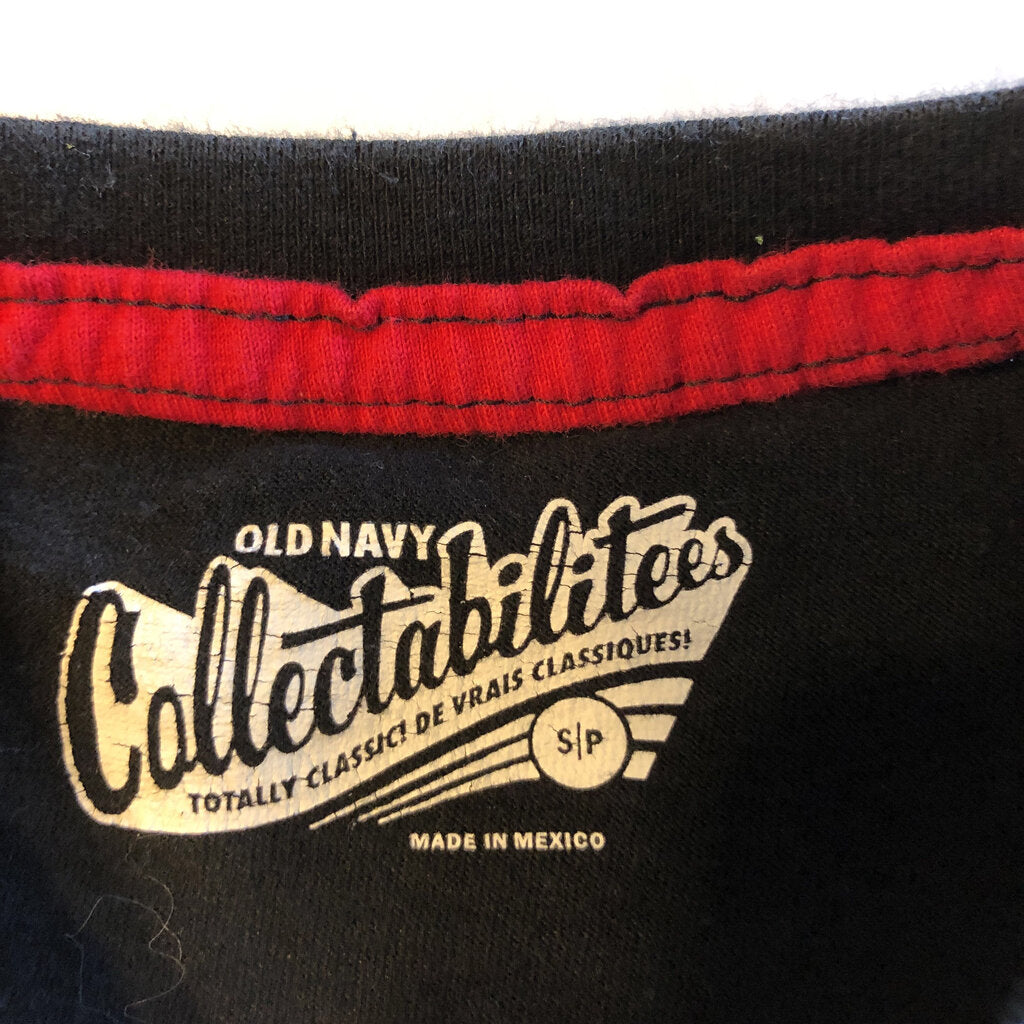 OLD NAVY
Collectabilitees
TOTALLY CLASSIC! DE VRAIS CLASSIQUES!
S|P
MADE IN MEXICO